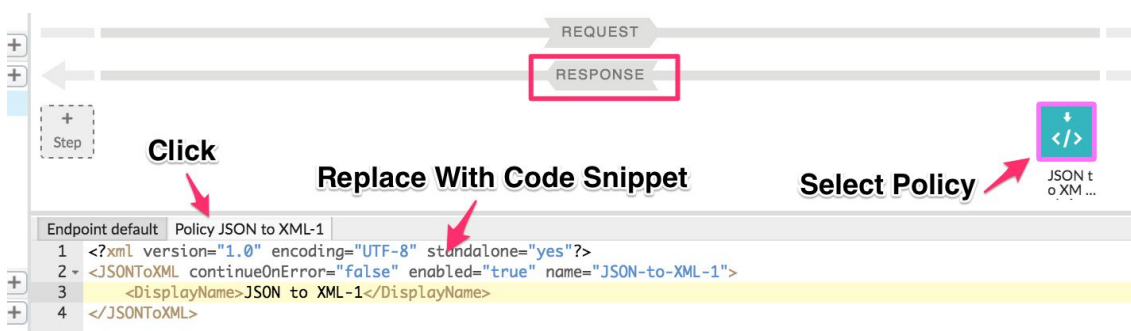 REQUEST
RESPONSE
+
Step
Click
Replace With Code Snippet
Select Policy
</>
JSON t
o XM ...
Endpoint default
Policy JSON to XML-1
1 <?xml version="1.0" encoding="UTF-8" standalone="yes"?>
2 <JSONToXML continueOnError="false" enabled="true" name="JSON-to-XML-1">
3 <DisplayName>JSON to XML-1</DisplayName>
4 </JSONToXML>